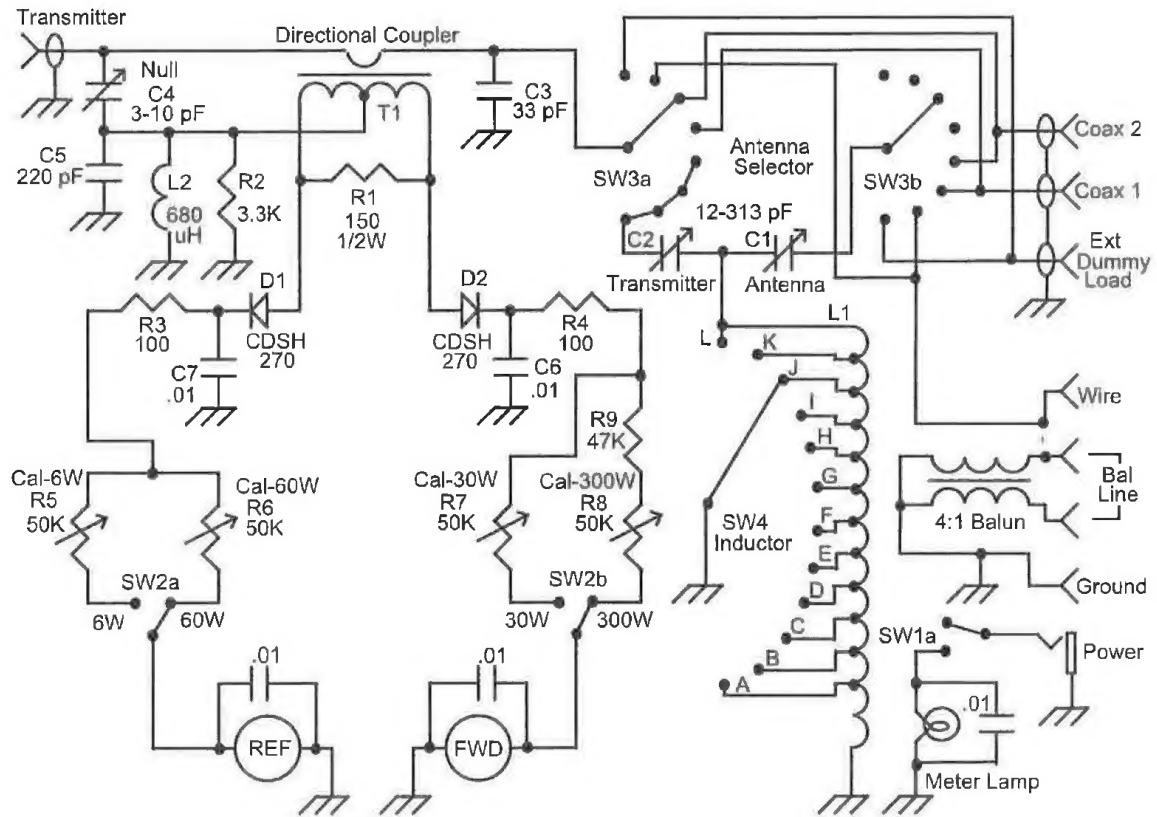 Transmitter
Directional Coupler
Null
C4
3-10 pF
T1
C3
33 pF
C5
220 pF
L2
680
uH
R2
3.3K
R1
150
1/2W
SW3a
Antenna
Selector
SW3b
Coax 2
Coax 1
Ext
Dummy
Load
12-313 pF
C2
C1
Transmitter
Antenna
D1
CDSH
270
D2
CDSH
270
R3
100
R4
100
C7
.01
C6
.01
L1
L
K
J
I
H
G
F
E
D
C
B
A
R9
47K
Wire
Bal
Line
4:1 Balun
Ground
SW4
Inductor
Cal-6W
R5
50K
Cal-60W
R6
50K
Cal-30W
R7
50K
Cal-300W
R8
50K
SW2a
6W
60W
SW2b
30W
300W
SW1a
Power
.01
REF
.01
FWD
.01
Meter Lamp